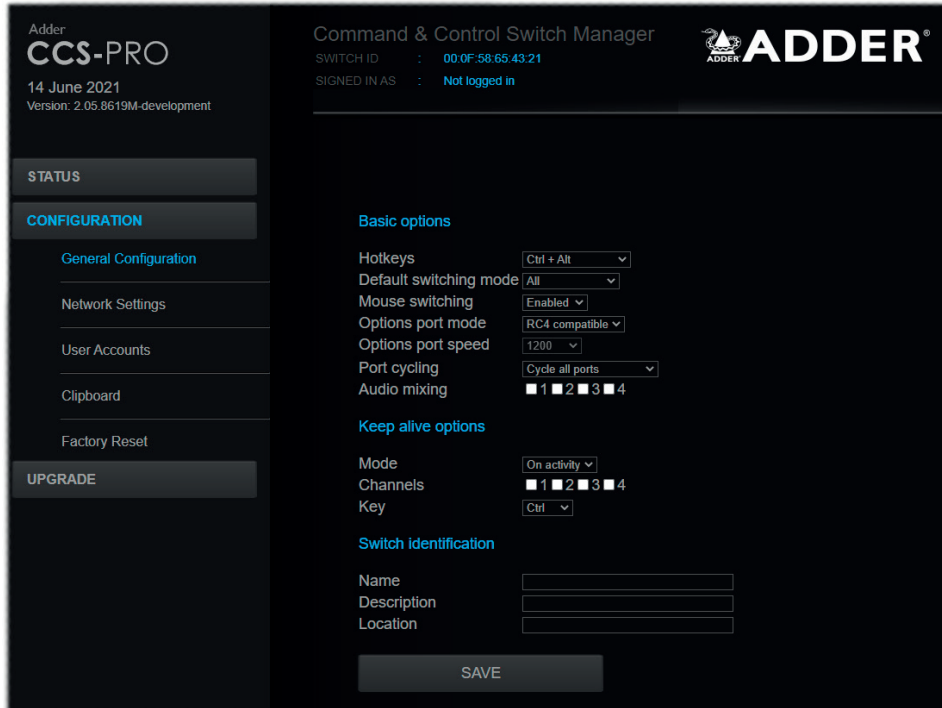 Adder
CCS-PRO
14 June 2021
Version: 2.05.8619M-development
Command & Control Switch Manager
SWITCH ID : 00:0F:58:65:43:21
SIGNED IN AS : Not logged in
ADDER
ADDER®
STATUS
CONFIGURATION
General Configuration
Network Settings
User Accounts
Clipboard
Factory Reset
UPGRADE
Basic options
Hotkeys Ctrl + Alt
Default switching mode All
Mouse switching Enabled
Options port mode RC4 compatible
Options port speed 1200
Port cycling Cycle all ports
Audio mixing 1 2 3 4
Keep alive options
Mode On activity
Channels 1 2 3 4
Key Ctrl
Switch identification
Name
Description
Location
SAVE